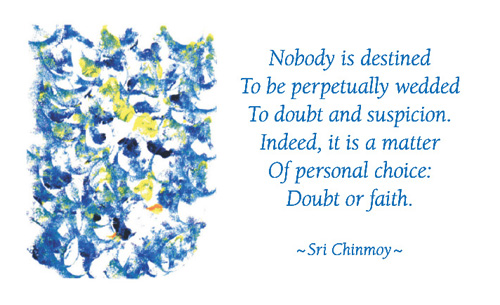 Nobody is destined
To be perpetually wedded
To doubt and suspicion.
Indeed, it is a matter
Of personal choice:
Doubt or faith.
~Sri Chinmoy~